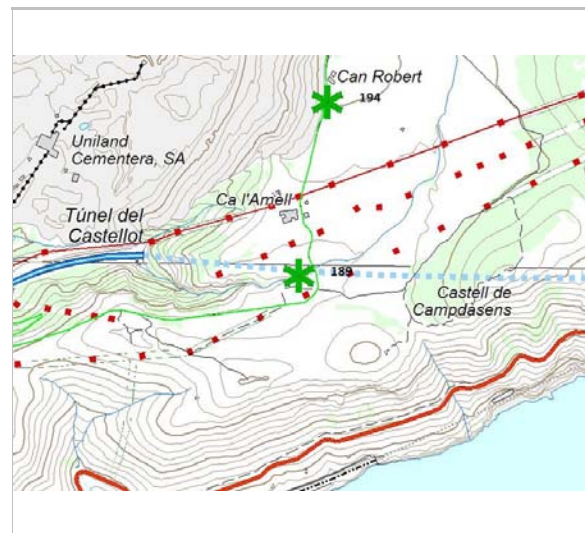 Can Robert
194
Uniland
Cementera, SA
Ca l'Amell
Túnel del
Castellot
189
Castell de
Campdasens